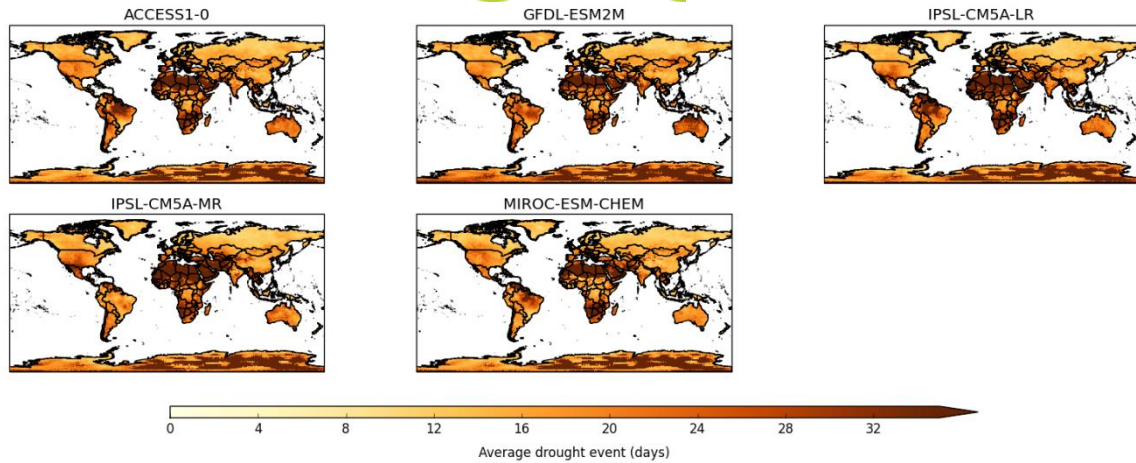 ACCESS1-0
GFDL-ESM2M
IPSL-CM5A-LR
IPSL-CM5A-MR
MIROC-ESM-CHEM
0 4 8 12 16 20 24 28 32
Average drought event (days)